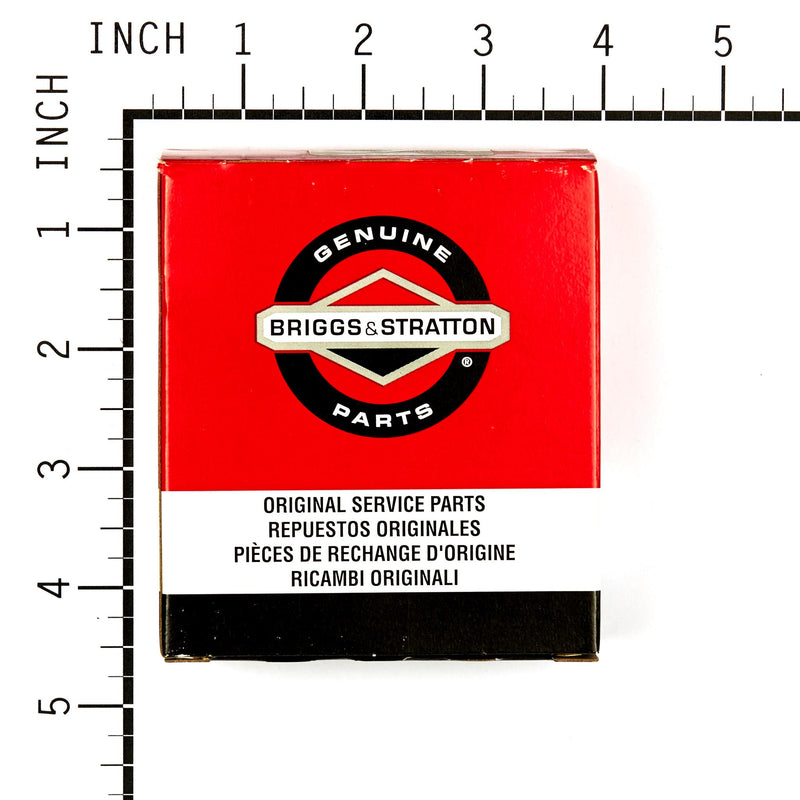 INCH 1 2 3 4 5
INCH
1
2
3
4
5
GENUINE
BRIGGS & STRATTON
®
PARTS
ORIGINAL SERVICE PARTS
REPUESTOS ORIGINALES
PIÈCES DE RECHANGE D'ORIGINE
RICAMBI ORIGINALI